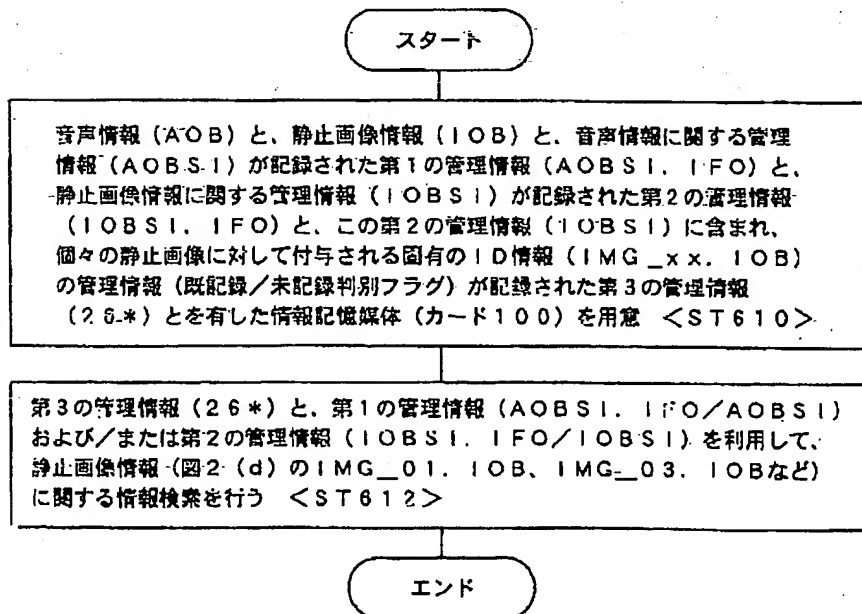 スタート
音声情報（AOB）と、静止画像情報（IOB）と、音声情報に関する管理
情報（AOBSI）が記録された第1の管理情報（AOBSI．IFO）と、
静止画像情報に関する管理情報（IOBSI）が記録された第2の管理情報
（IOBSI．IFO）と、この第2の管理情報（IOBSI）に含まれ、
個々の静止画像に対して付与される固有のID情報（IMG_xx．IOB）
の管理情報（既記録／未記録判別フラグ）が記録された第3の管理情報
（26*）とを有した情報記憶媒体（カード100）を用意 ＜ST610＞
第3の管理情報（26*）と、第1の管理情報（AOBSI．IFO／AOBSI）
および／または第2の管理情報（IOBSI．IFO／IOBSI）を利用して、
静止画像情報（図2（d）のIMG_01．IOB、IMG_03．IOBなど）
に関する情報検索を行う ＜ST612＞
エンド